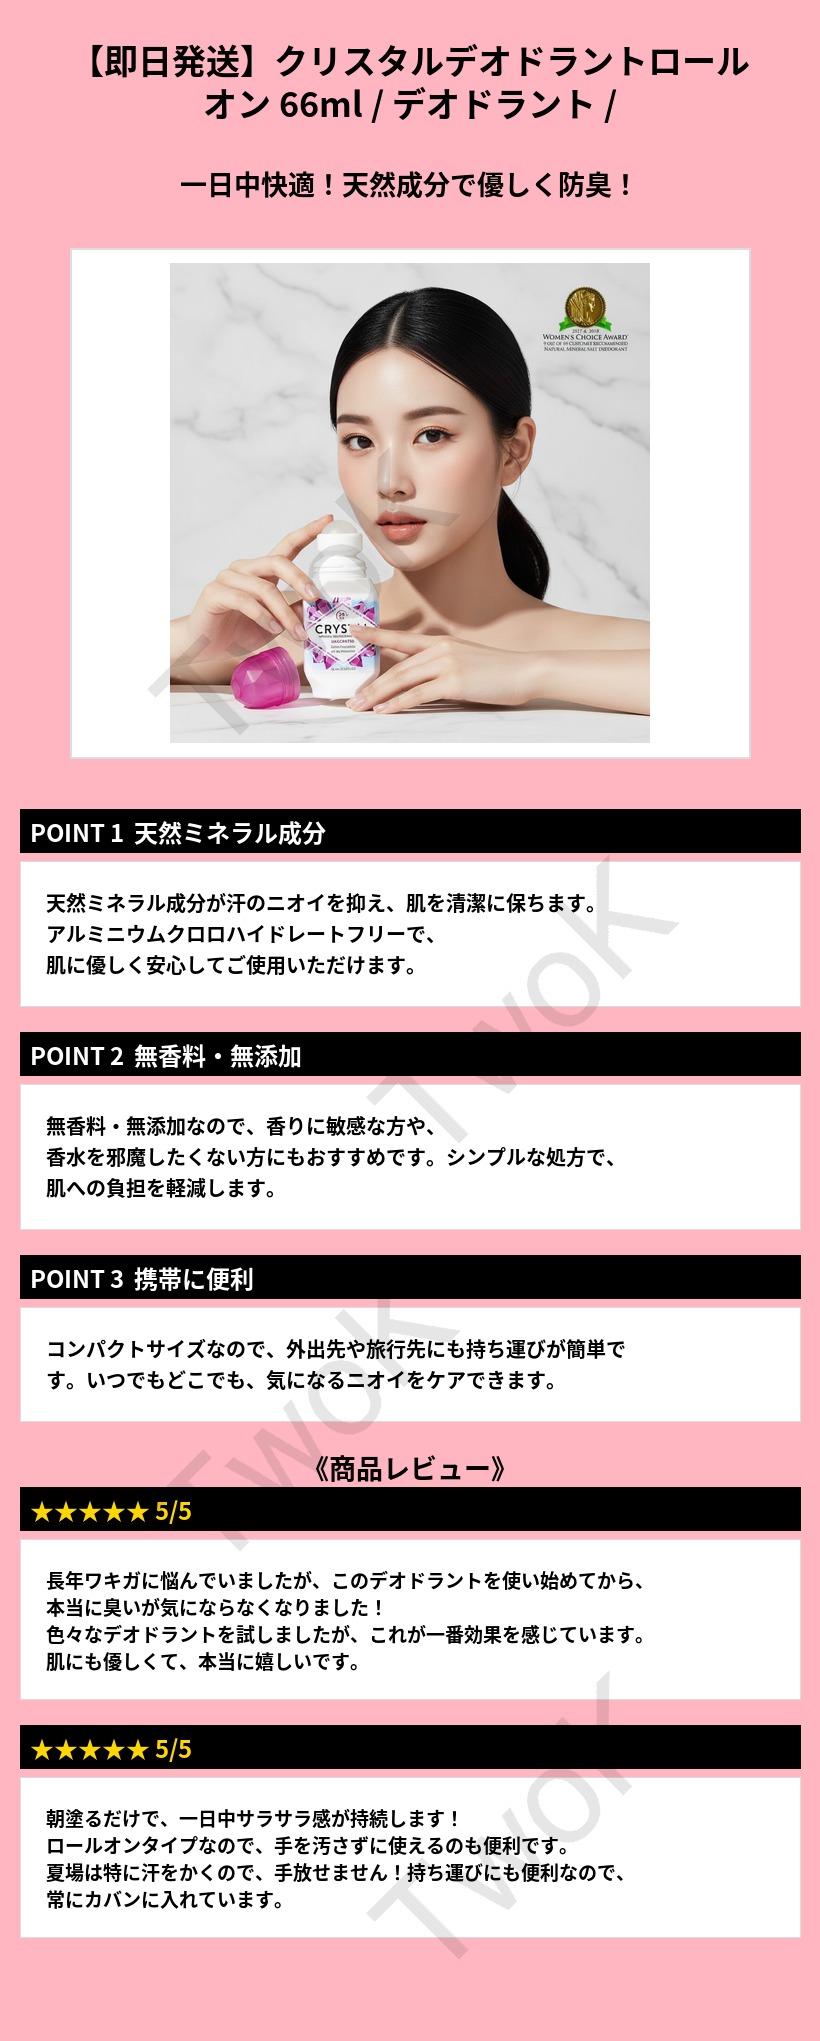 【即日発送】クリスタルデオドラントロール
オン 66ml / デオドラント /
一日中快適！天然成分で優しく防臭！
2017 & 2018
WOMEN'S CHOICE AWARD
9 OUT OF 10 CUSTOMER RECOMMENDED
NATURAL MINERAL SALT DEODORANT
CRYS
UNSCENTED
TwoK
POINT 1 天然ミネラル成分
天然ミネラル成分が汗のニオイを抑え、肌を清潔に保ちます。
アルミニウムクロロハイドレートフリーで、
肌に優しく安心してご使用いただけます。
TwoK
POINT 2 無香料・無添加
無香料・無添加なので、香りに敏感な方や、
香水を邪魔したくない方にもおすすめです。シンプルな処方で、
肌への負担を軽減します。
POINT 3 携帯に便利
コンパクトサイズなので、外出先や旅行先にも持ち運びが簡単で
す。いつでもどこでも、気になるニオイをケアできます。
TwoK
《商品レビュー》
★★★★★ 5/5
長年ワキガに悩んでいましたが、このデオドラントを使い始めてから、
本当に臭いが気にならなくなりました！
色々なデオドラントを試しましたが、これが一番効果を感じています。
肌にも優しくて、本当に嬉しいです。
★★★★★ 5/5
朝塗るだけで、一日中サラサラ感が持続します！
ロールオンタイプなので、手を汚さずに使えるのも便利です。
夏場は特に汗をかくので、手放せません！持ち運びにも便利なので、
常にカバンに入れています。
TwoK